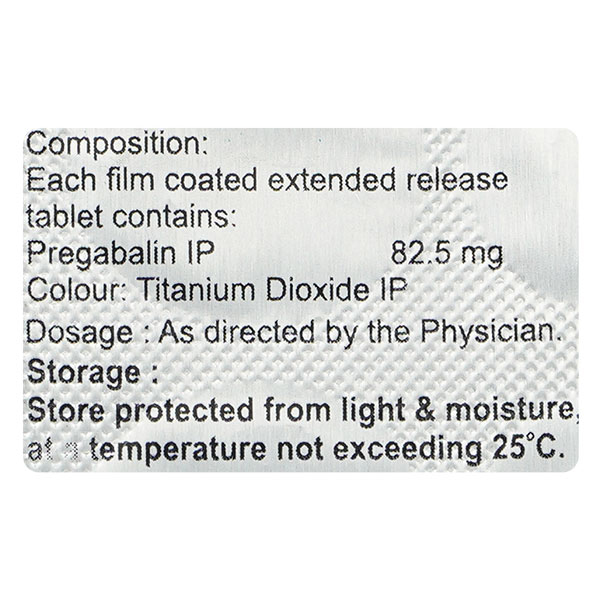 Composition:
Each film coated extended release
tablet contains:
Pregabalin IP 82.5 mg
Colour: Titanium Dioxide IP
Dosage : As directed by the Physician.
Storage :
Store protected from light & moisture,
at a temperature not exceeding 25°C.